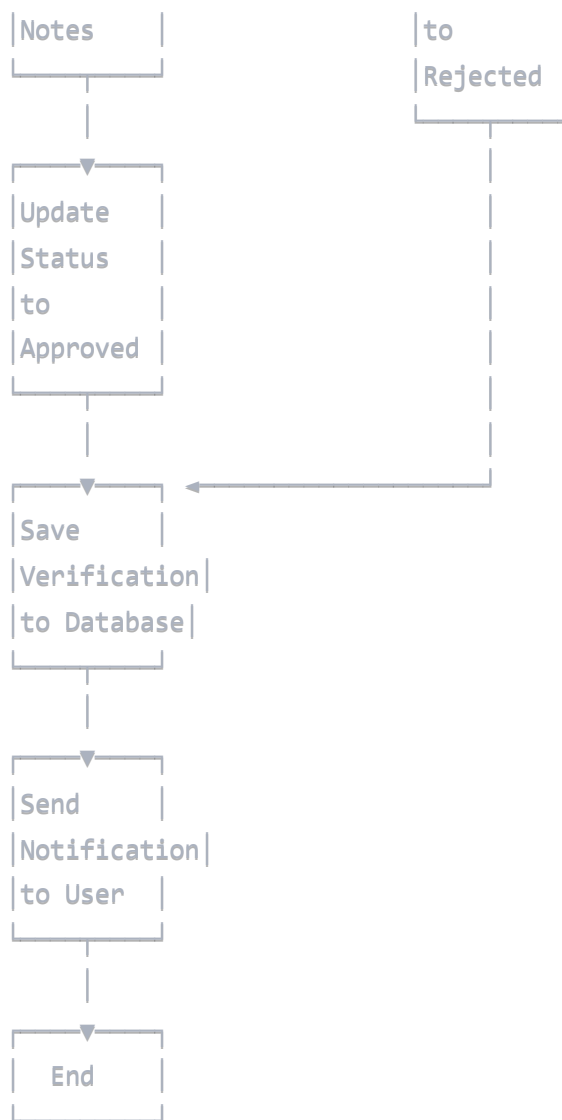 Notes
to
Rejected
Update
Status
to
Approved
Save
Verification
to Database
Send
Notification
to User
End